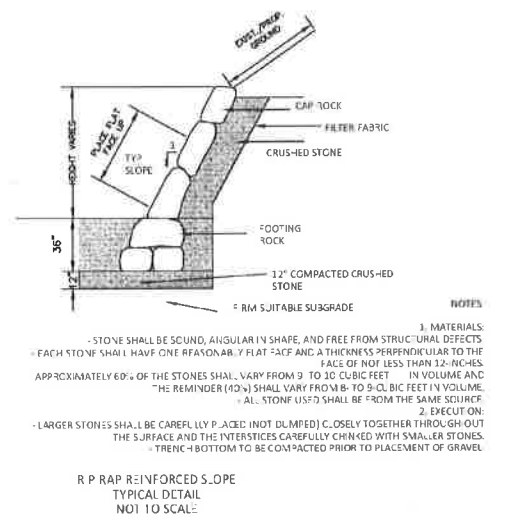 EXIST./PROP.
GROUND
CAP ROCK
FILTER FABRIC
CRUSHED STONE
PLACE FLAT
FACE UP
TYP
SLOPE
1
HEIGHT VARIES
36"
FOOTING
ROCK
12"
12" COMPACTED CRUSHED
STONE
FIRM SUITABLE SUBGRADE
NOTES
1. MATERIALS:
- STONE SHALL BE SOUND, ANGULAR IN SHAPE, AND FREE FROM STRUCTURAL DEFECTS
- EACH STONE SHALL HAVE ONE REASONABLY FLAT FACE AND A THICKNESS PERPENDICULAR TO THE
FACE OF NOT LESS THAN 12-INCHES.
APPROXIMATELY 60% OF THE STONES SHALL VARY FROM 9 TO 10 CUBIC FEET IN VOLUME AND
THE REMINDER (40%) SHALL VARY FROM 8- TO 9-CUBIC FEET IN VOLUME.
- ALL STONE USED SHALL BE FROM THE SAME SOURCE.
2. EXECUTION:
- LARGER STONES SHALL BE CAREFULLY PLACED (NOT DUMPED) CLOSELY TOGETHER THROUGHOUT
THE SURFACE AND THE INTERSTICES CAREFULLY CHINKED WITH SMALLER STONES.
- TRENCH BOTTOM TO BE COMPACTED PRIOR TO PLACEMENT OF GRAVEL
RIP RAP REINFORCED SLOPE
TYPICAL DETAIL
NOT TO SCALE